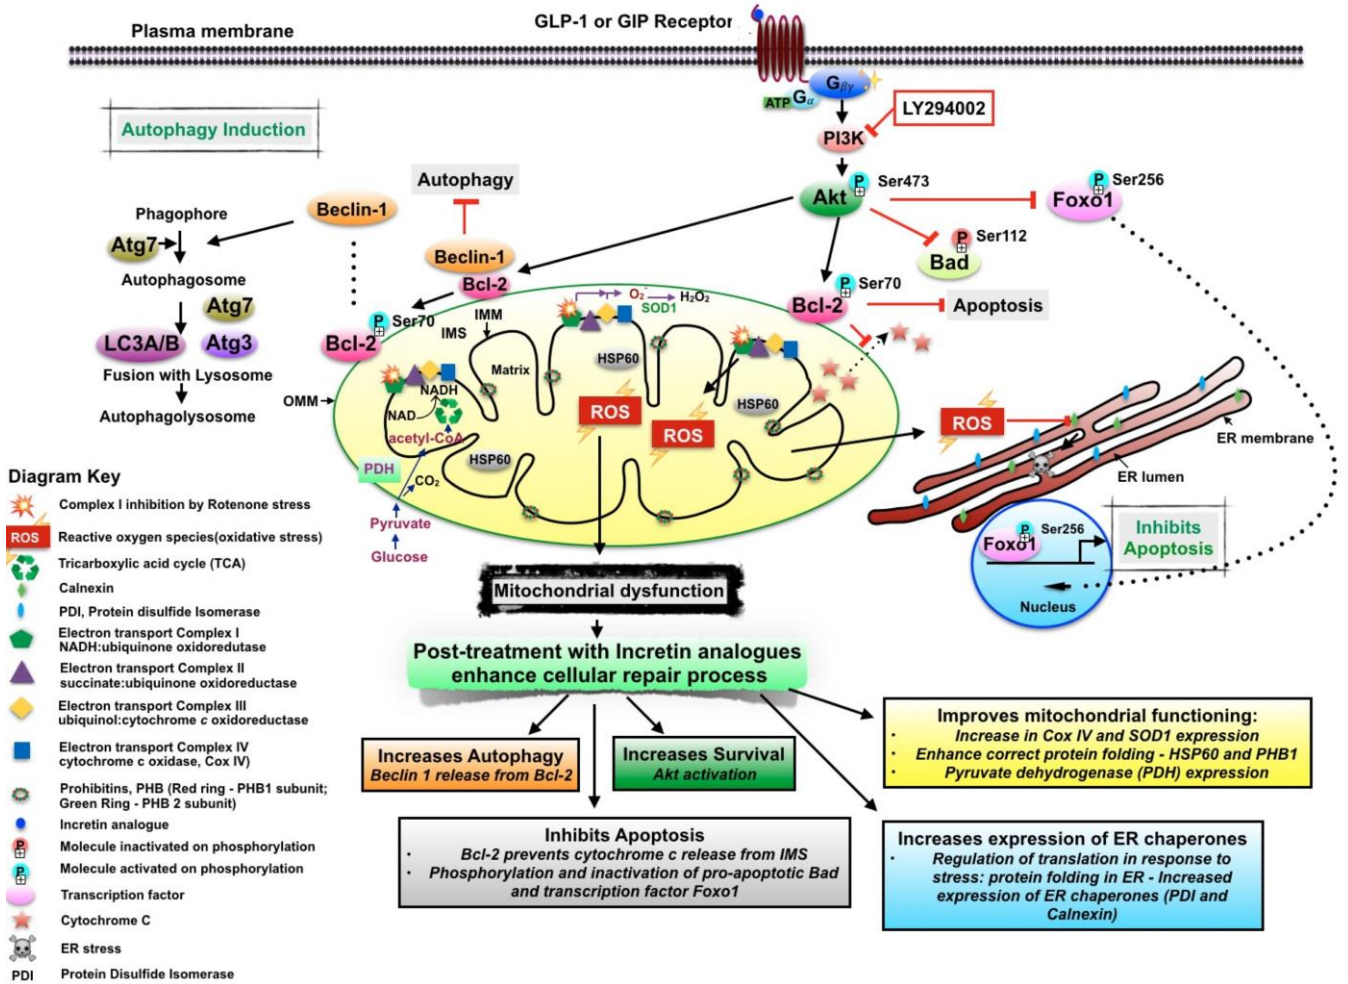 GLP-1 or GIP Receptor
Plasma membrane
Gβγ
ATP
Gα
LY294002
PI3K
Autophagy Induction
Autophagy
Akt
P
+
Ser473
P
+
Ser256
Foxo1
Phagophore
Beclin-1
Atg7
P
+
Ser112
Bad
Beclin-1
Bcl-2
Autophagosome
Atg7
P
+
Ser70
Bcl-2
Apoptosis
O2-
H2O2
SOD1
P
+
Ser70
Bcl-2
IMM
IMS
LC3A/B
Atg3
HSP60
Matrix
Fusion with Lysosome
NADH
OMM
NAD
HSP60
ROS
ROS
ROS
Autophagolysosome
acetyl-CoA
ER membrane
HSP60
PDH
CO2
ER lumen
Pyruvate
Glucose
P
+
Ser256
Foxo1
Inhibits
Apoptosis
Nucleus
Diagram Key
Complex I inhibition by Rotenone stress
ROS
Reactive oxygen species(oxidative stress)
Tricarboxylic acid cycle (TCA)
Calnexin
PDI, Protein disulfide Isomerase
Electron transport Complex I
NADH:ubiquinone oxidoredutase
Electron transport Complex II
succinate:ubiquinone oxidoreductase
Electron transport Complex III
ubiquinol:cytochrome c oxidoreductase
Electron transport Complex IV
cytochrome c oxidase, Cox IV)
Prohibitins, PHB (Red ring - PHB1 subunit;
Green Ring - PHB 2 subunit)
Incretin analogue
P
+
Molecule inactivated on phosphorylation
P
+
Molecule activated on phosphorylation
Transcription factor
Cytochrome C
ER stress
PDI
Protein Disulfide Isomerase
Mitochondrial dysfunction
Post-treatment with Incretin analogues
enhance cellular repair process
Increases Autophagy
Beclin 1 release from Bcl-2
Increases Survival
Akt activation
Improves mitochondrial functioning:
• Increase in Cox IV and SOD1 expression
• Enhance correct protein folding - HSP60 and PHB1
• Pyruvate dehydrogenase (PDH) expression
Inhibits Apoptosis
• Bcl-2 prevents cytochrome c release from IMS
• Phosphorylation and inactivation of pro-apoptotic Bad
and transcription factor Foxo1
Increases expression of ER chaperones
• Regulation of translation in response to
stress: protein folding in ER - Increased
expression of ER chaperones (PDI and
Calnexin)